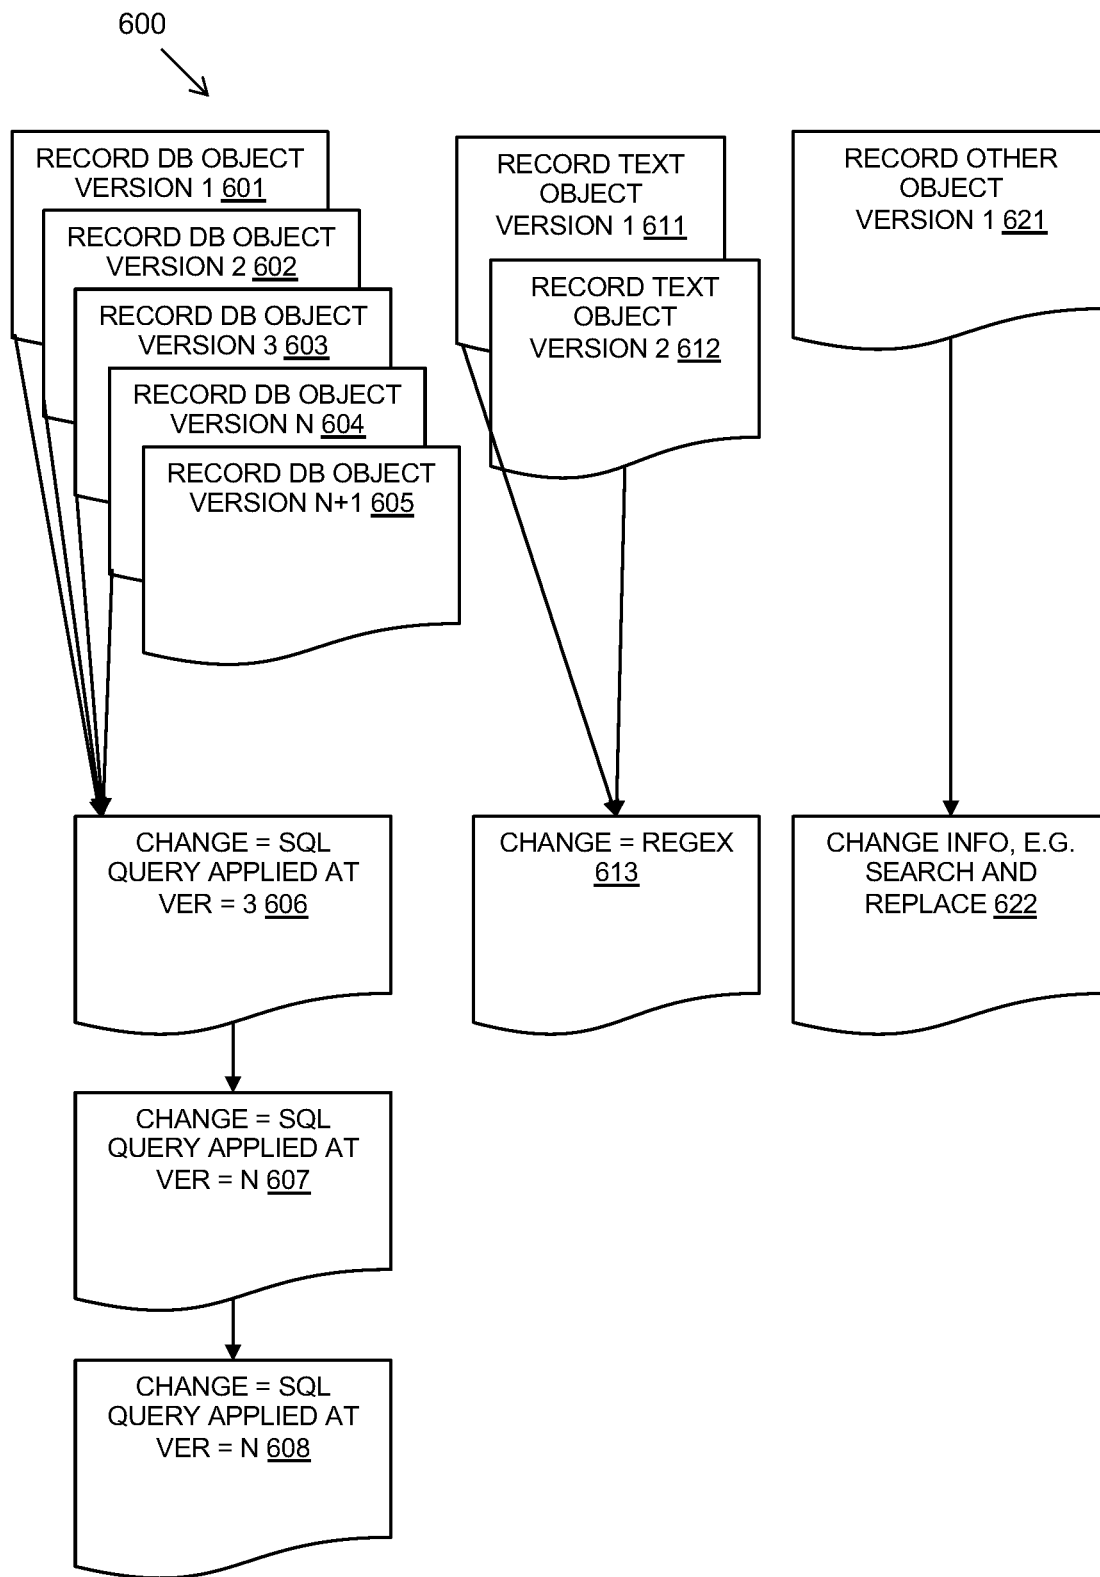 600
RECORD DB OBJECT
VERSION 1 601
RECORD DB OBJECT
VERSION 2 602
RECORD DB OBJECT
VERSION 3 603
RECORD DB OBJECT
VERSION N 604
RECORD DB OBJECT
VERSION N+1 605
RECORD TEXT
OBJECT
VERSION 1 611
RECORD TEXT
OBJECT
VERSION 2 612
RECORD OTHER
OBJECT
VERSION 1 621
CHANGE = SQL
QUERY APPLIED AT
VER = 3 606
CHANGE = REGEX
613
CHANGE INFO, E.G.
SEARCH AND
REPLACE 622
CHANGE = SQL
QUERY APPLIED AT
VER = N 607
CHANGE = SQL
QUERY APPLIED AT
VER = N 608